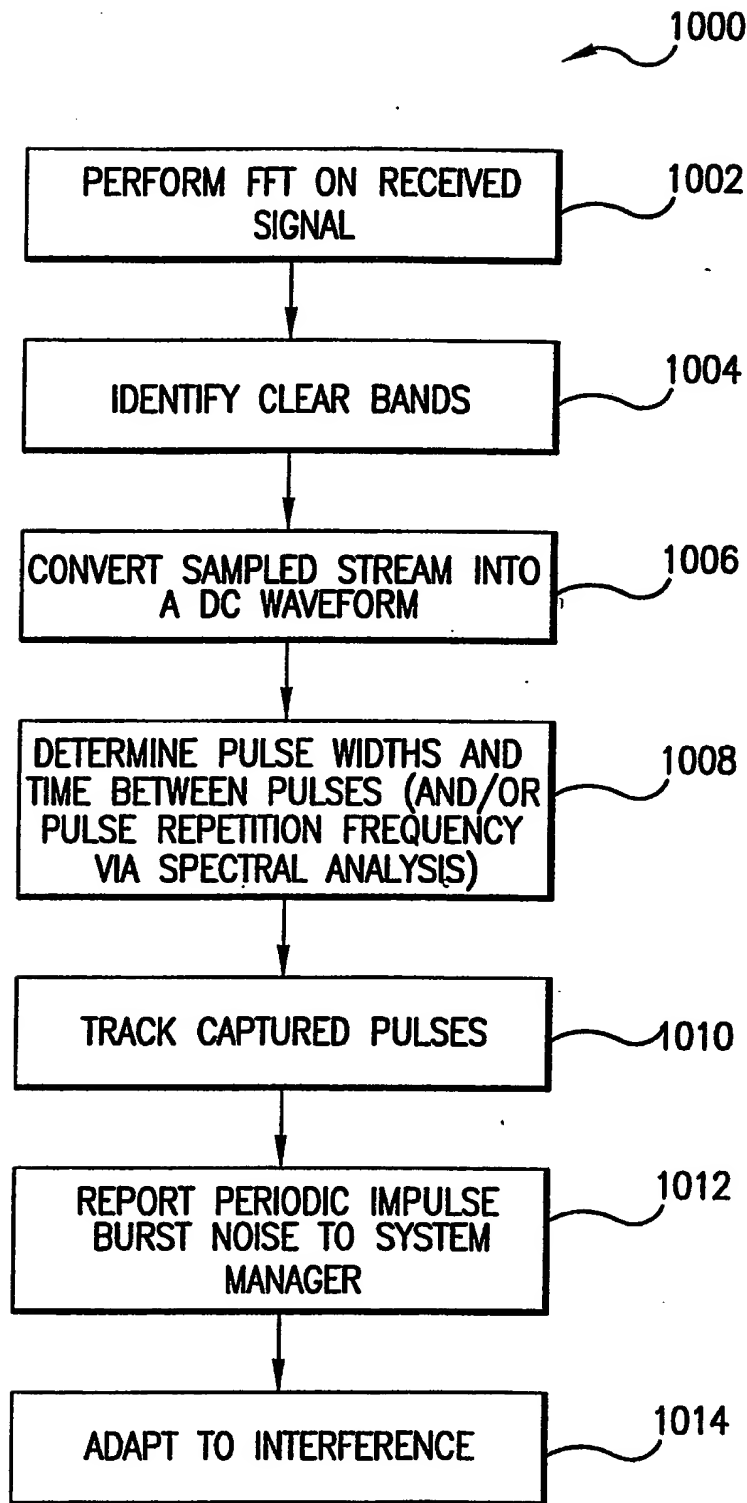 1000
PERFORM FFT ON RECEIVED
SIGNAL
1002
IDENTIFY CLEAR BANDS
1004
CONVERT SAMPLED STREAM INTO
A DC WAVEFORM
1006
DETERMINE PULSE WIDTHS AND
TIME BETWEEN PULSES (AND/OR
PULSE REPETITION FREQUENCY
VIA SPECTRAL ANALYSIS)
1008
TRACK CAPTURED PULSES
1010
REPORT PERIODIC IMPULSE
BURST NOISE TO SYSTEM
MANAGER
1012
ADAPT TO INTERFERENCE
1014